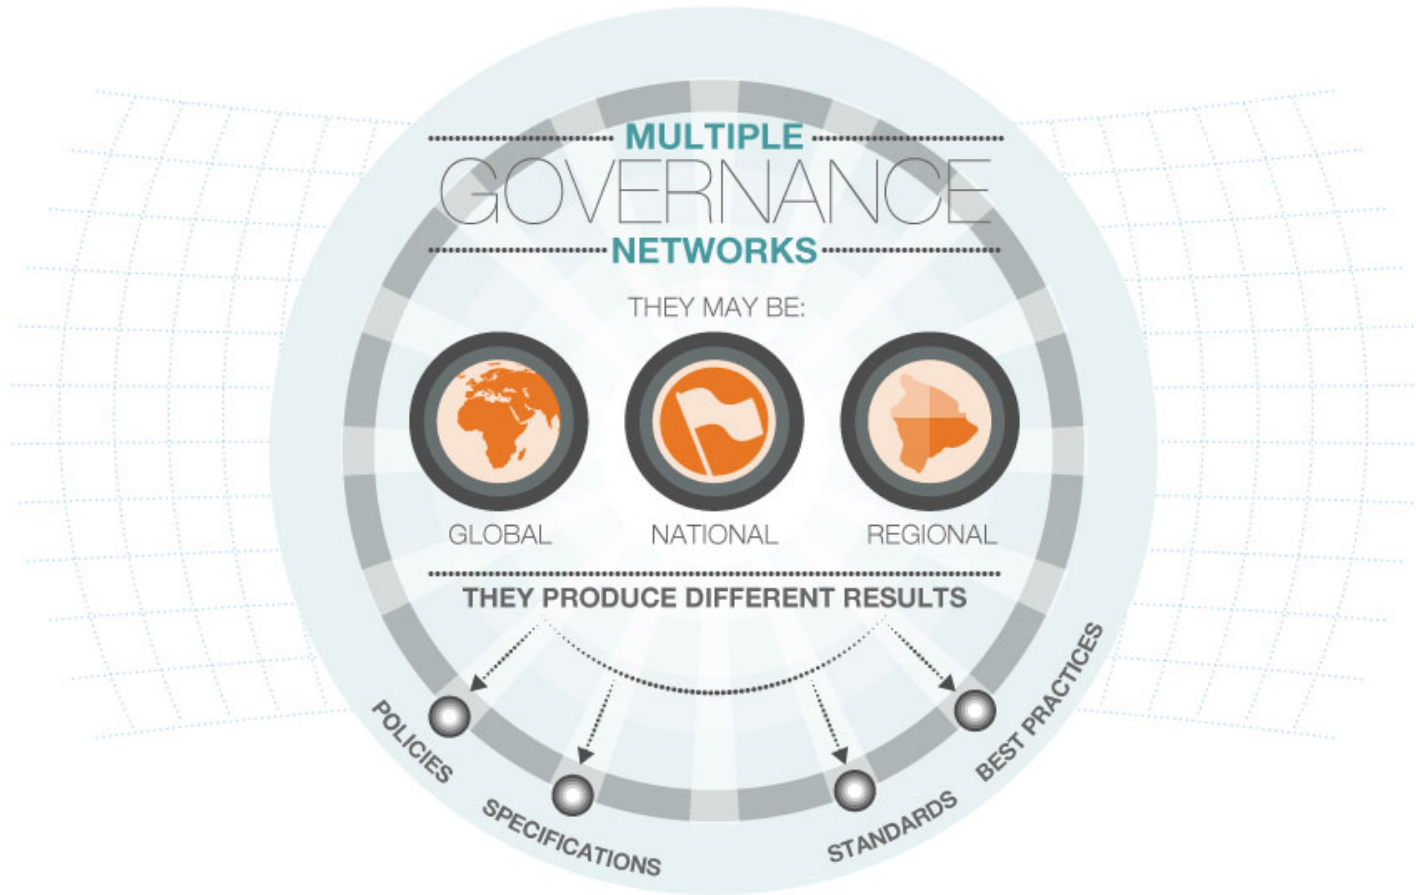 MULTIPLE
GOVERNANCE
NETWORKS
THEY MAY BE:
GLOBAL
NATIONAL
REGIONAL
THEY PRODUCE DIFFERENT RESULTS
POLICIES
SPECIFICATIONS
STANDARDS
BEST PRACTICES